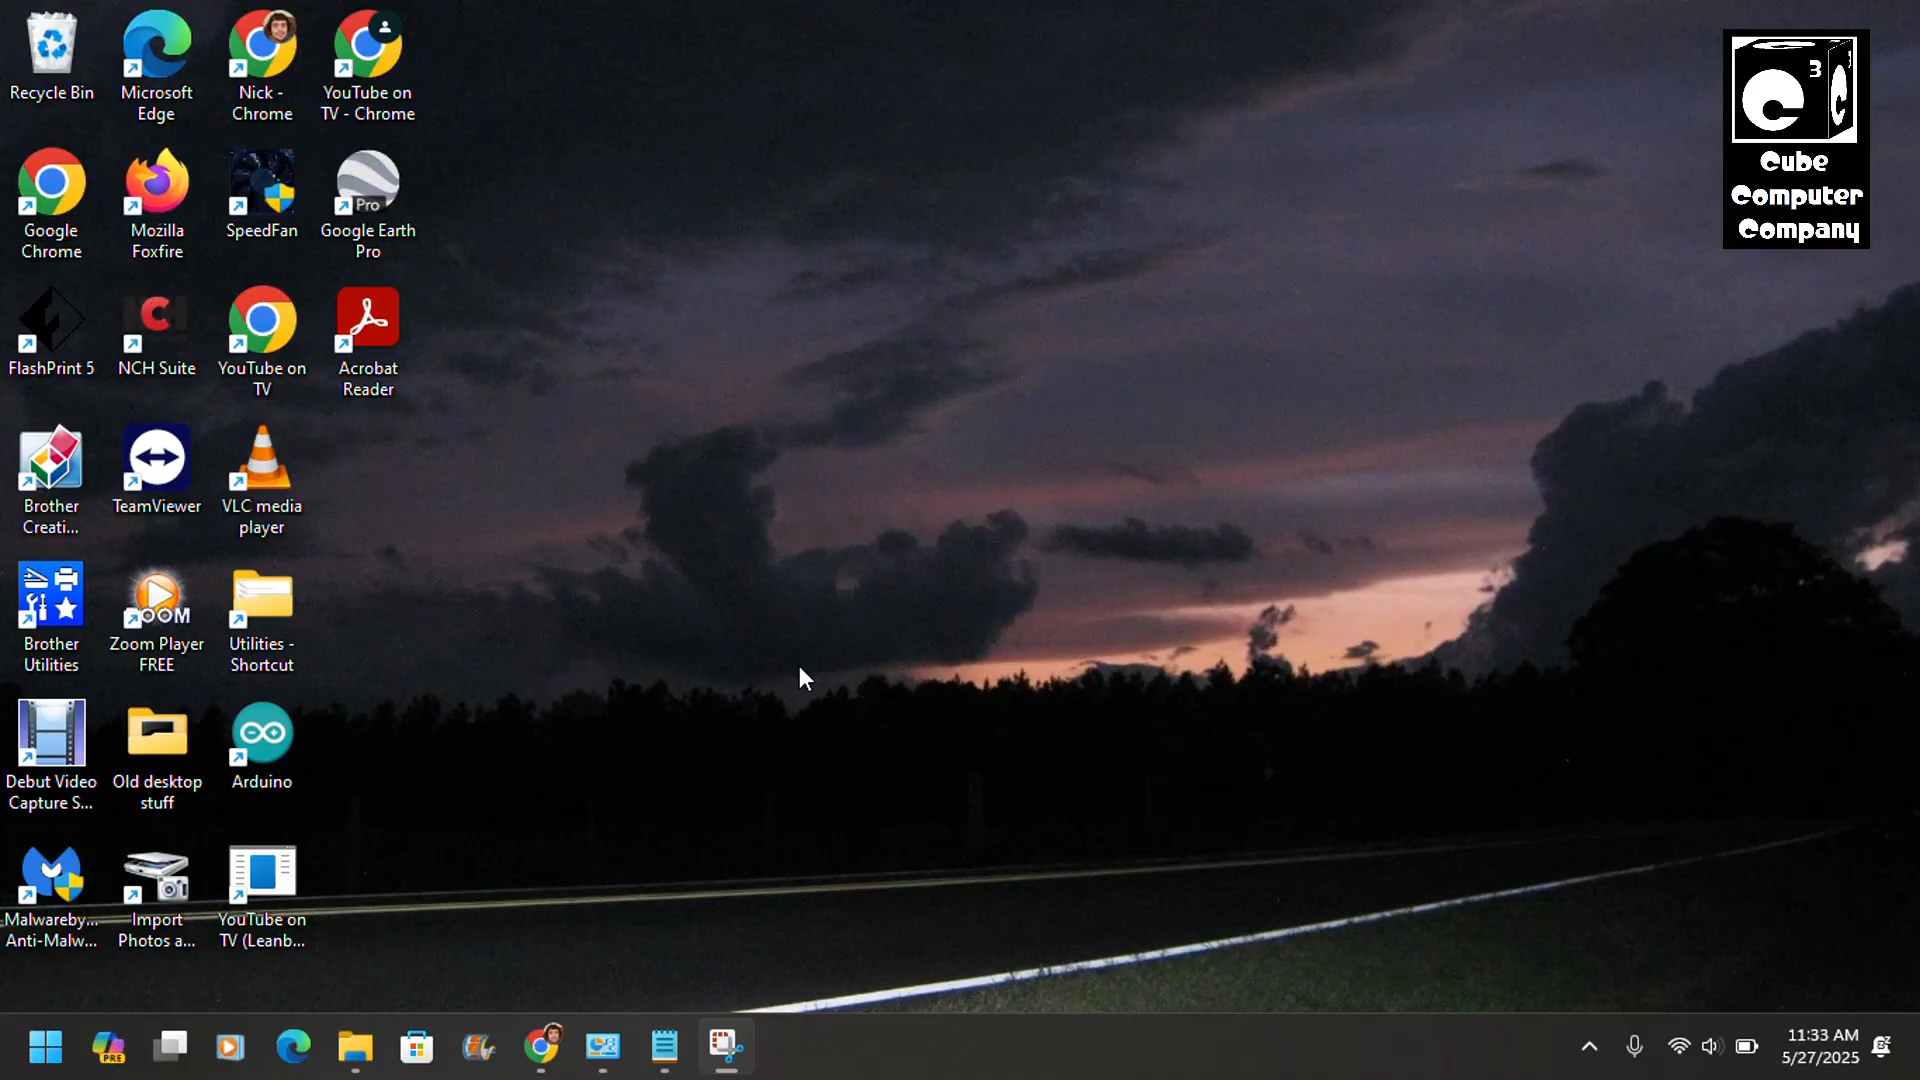 Recycle Bin
Microsoft
Edge
Nick -
Chrome
YouTube on
TV - Chrome
Google
Chrome
Mozilla
Foxfire
SpeedFan
Pro
Google Earth
Pro
FlashPrint 5
NCH
NCH Suite
YouTube on
TV
Acrobat
Reader
Brother
Creati...
TeamViewer
VLC media
player
Brother
Utilities
ZOOM
Zoom Player
FREE
Utilities -
Shortcut
Debut Video
Capture S...
Old desktop
stuff
Arduino
Malwareby...
Anti-Malw...
Import
Photos a...
YouTube on
TV (Leanb...
C 3 C
Cube
Computer
Company
PRE
11:33 AM
5/27/2025